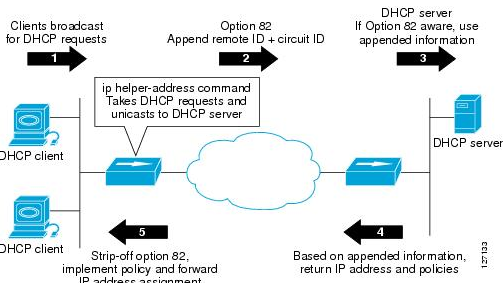 Clients broadcast
for DHCP requests
1
Option 82
Append remote ID + circuit ID
2
DHCP server
If Option 82 aware, use
appended information
3
ip helper-address command
Takes DHCP requests and
unicasts to DHCP server
DHCP client
DHCP server
DHCP client
5
Strip-off option 82,
implement policy and forward
IP address assignment
4
Based on appended information,
return IP address and policies
127133